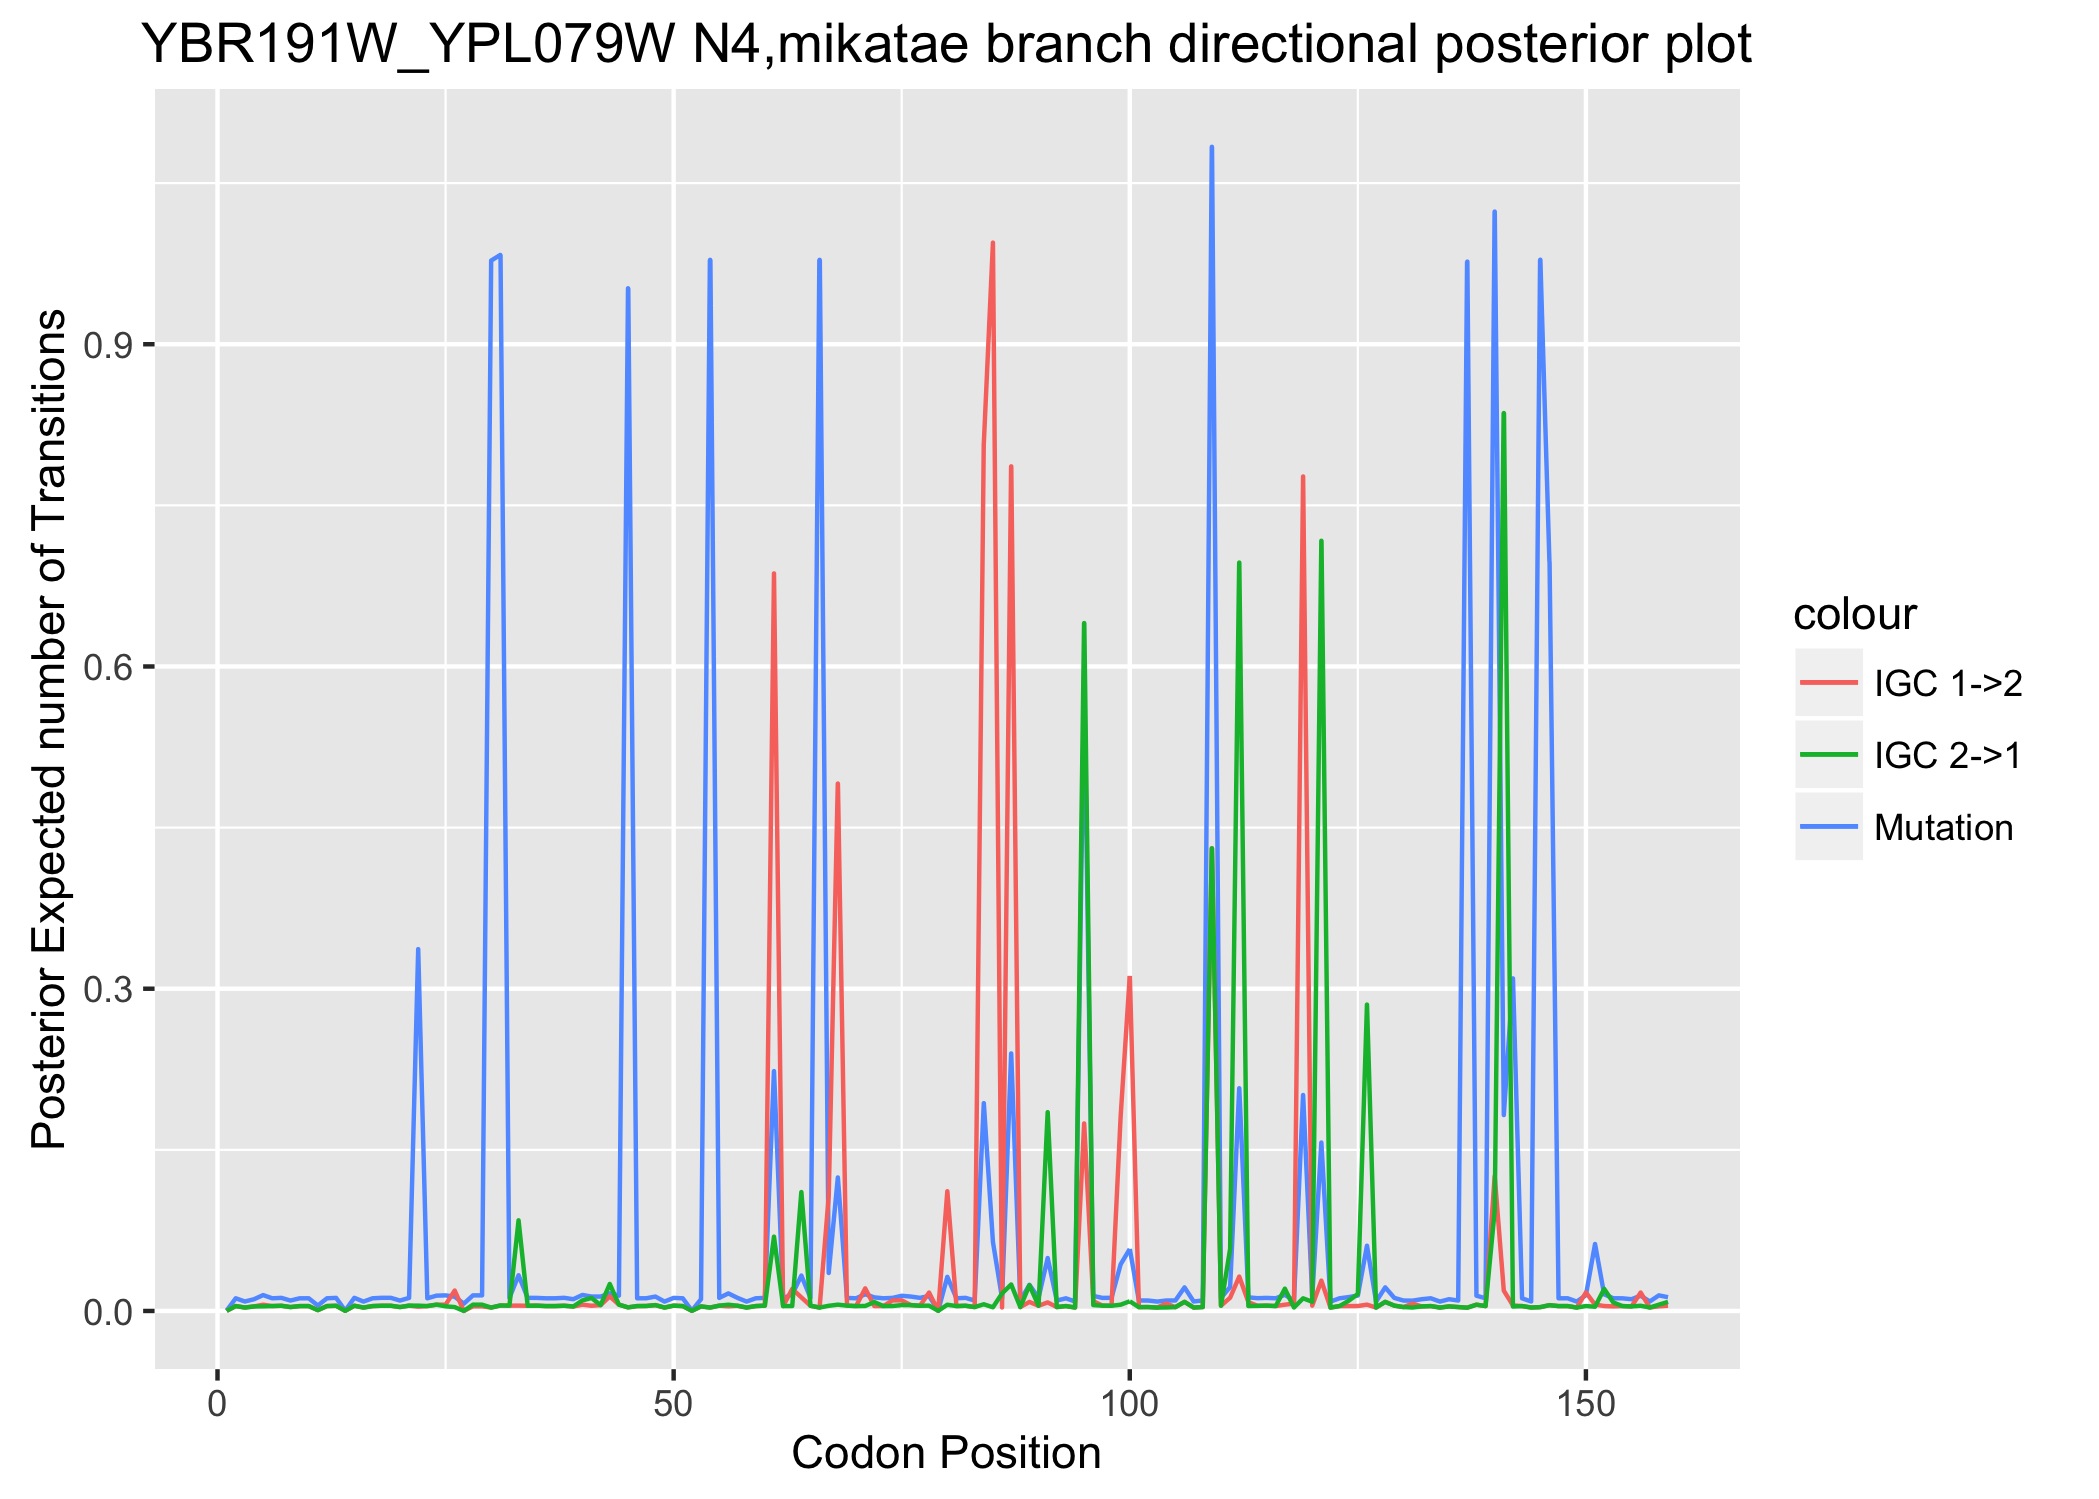 YBR191W_YPL079W N4,mikatae branch directional posterior plot
Posterior Expected number of Transitions
0.9
0.6
0.3
0.0
0 50 100 150
Codon Position
colour
IGC 1->2
IGC 2->1
Mutation